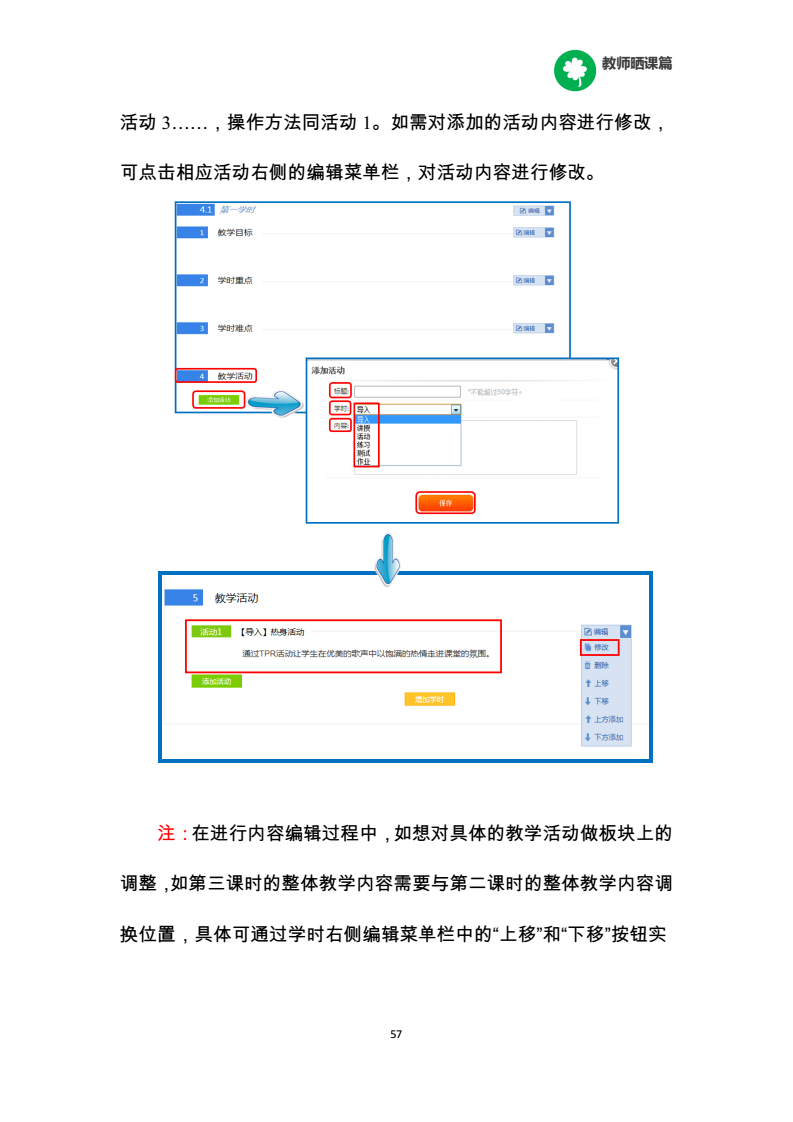 教师晒课篇
活动 3……，操作方法同活动 1。如需对添加的活动内容进行修改，
可点击相应活动右侧的编辑菜单栏，对活动内容进行修改。
4.1 第一学时 编辑
1 教学目标 编辑
2 学时重点 编辑
3 学时难点 编辑
4 教学活动
添加活动
添加活动
标题: *不能超过50字符。
学时: 导入
导入
内容: 讲授
活动
练习
测试
作业
保存
5 教学活动
活动1 【导入】热身活动 编辑
通过TPR活动让学生在优美的歌声中以饱满的热情走进课堂的氛围。 修改
删除
添加活动 上移
增加学时 下移
上方添加
下方添加
注：在进行内容编辑过程中，如想对具体的教学活动做板块上的
调整，如第三课时的整体教学内容需要与第二课时的整体教学内容调
换位置，具体可通过学时右侧编辑菜单栏中的“上移”和“下移”按钮实
57